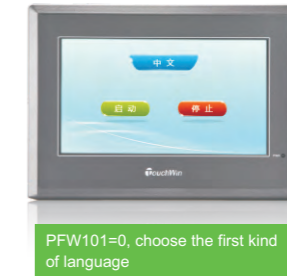 中文
启动
停止
TouchWin
PFW101=0, choose the first kind
of language